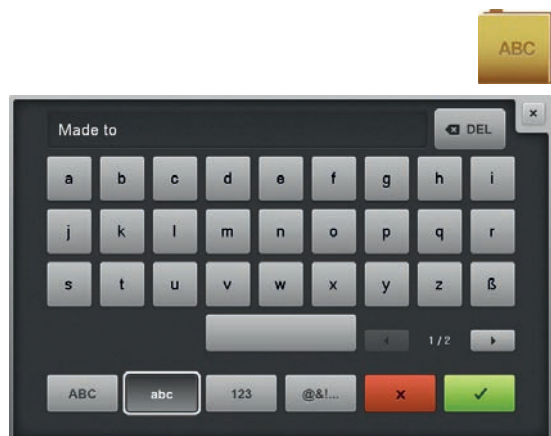 ABC
Made to
DEL
×
a b c d e f g h i
j k l m n o p q r
s t u v w x y z ß
1/2
ABC abc 123 @&!... x